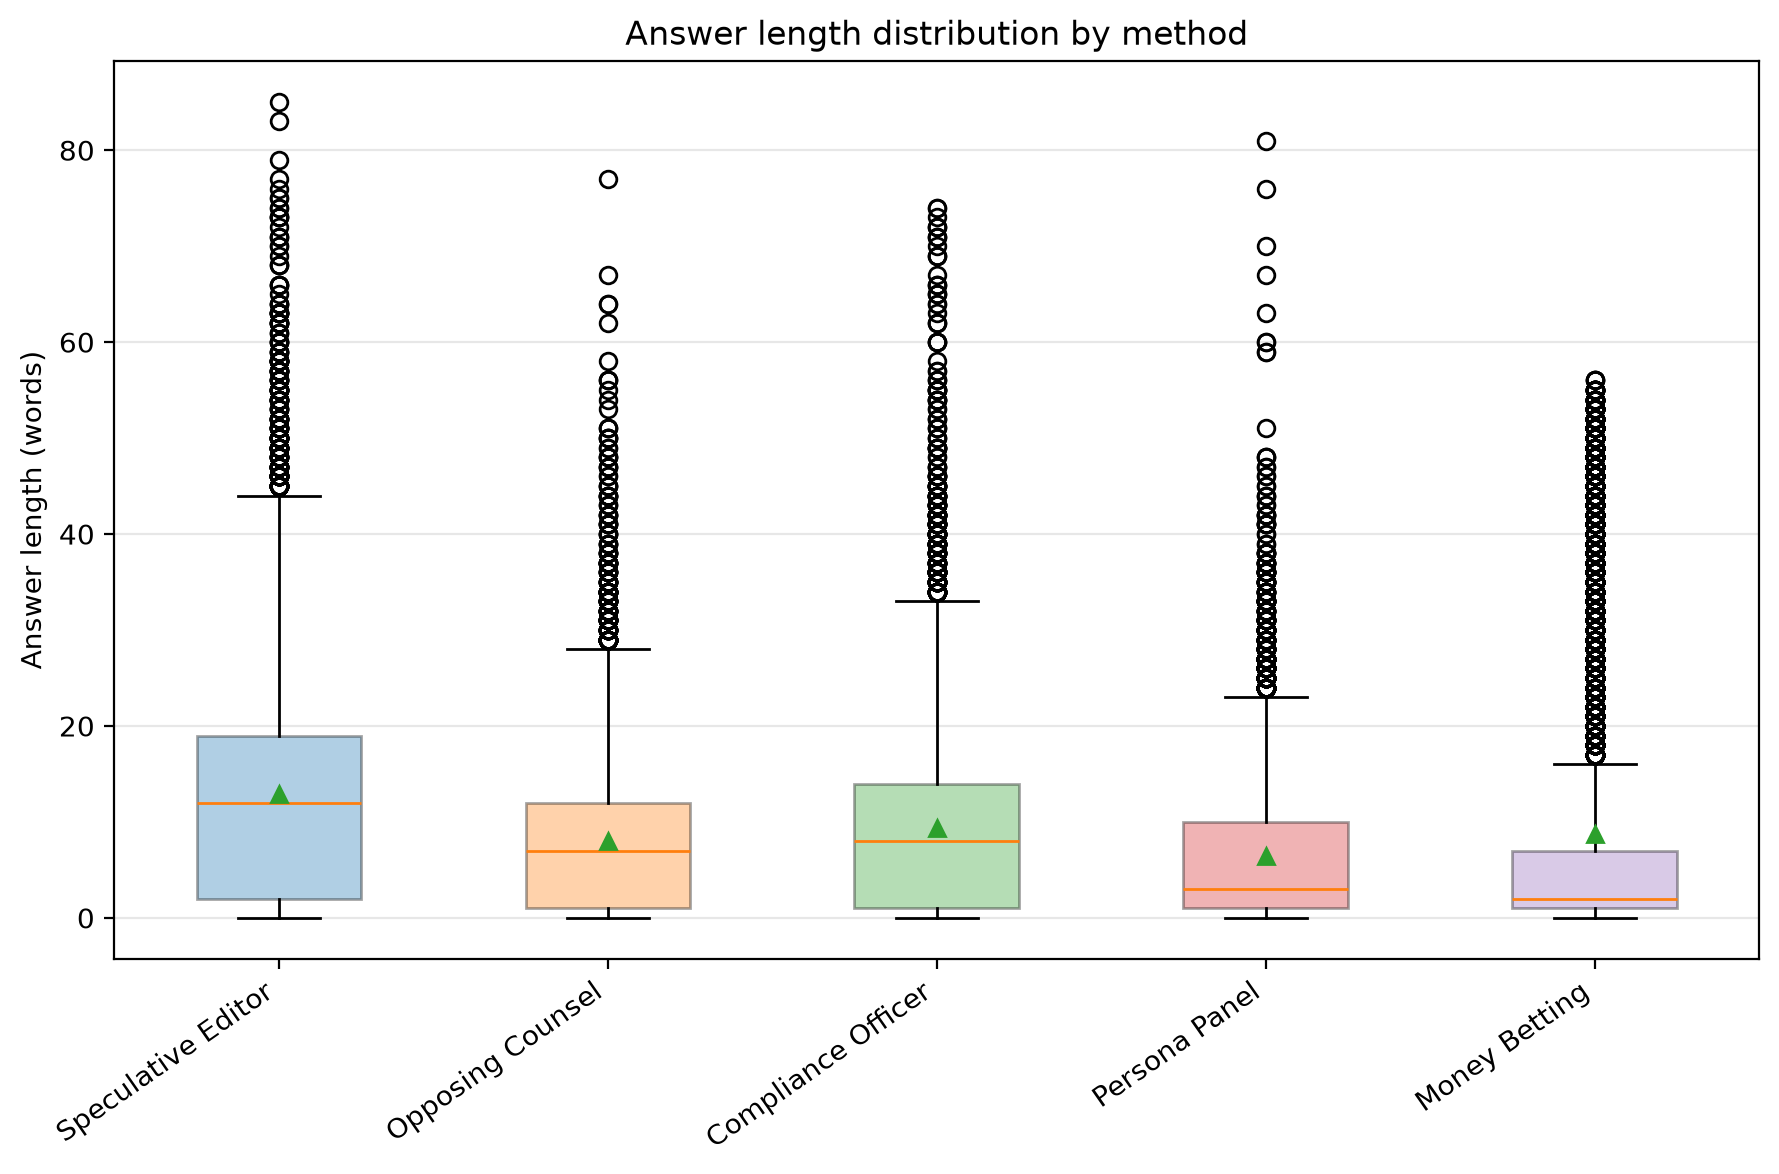 Answer length distribution by method
Answer length (words)
80
60
40
20
0
Speculative Editor
Opposing Counsel
Compliance Officer
Persona Panel
Money Betting